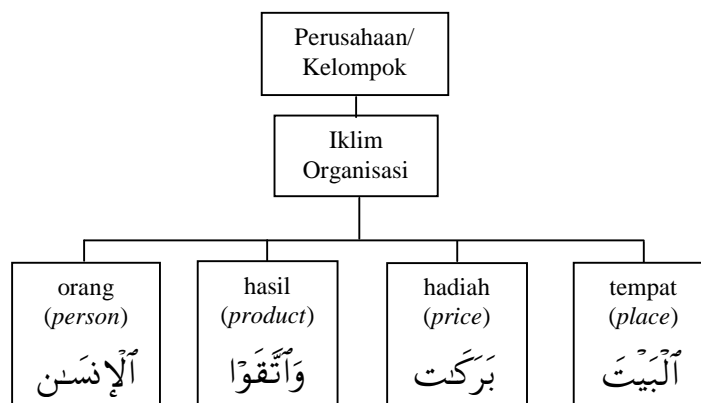 Perusahaan/
Kelompok
Iklim
Organisasi
orang
(person)
ٱلْإِنسَـٰن
hasil
(product)
وَٱتَّقَوْا۟
hadiah
(price)
بَرَكَـٰت
tempat
(place)
ٱلْبَيْتَ